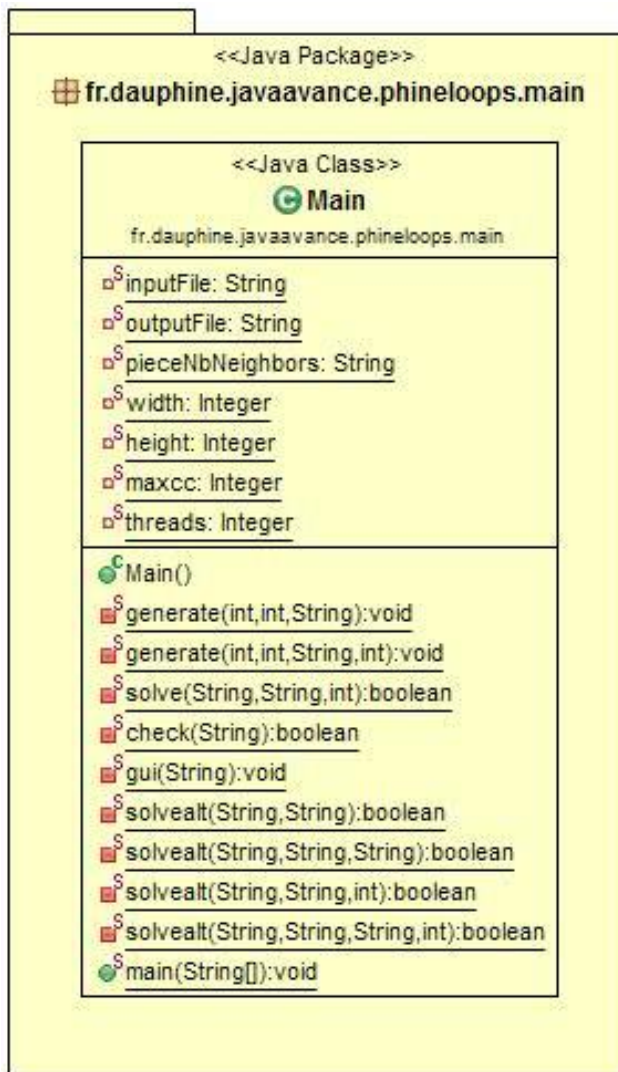 <<Java Package>>
fr.dauphine.javaavance.phineloops.main
<<Java Class>>
C Main
fr.dauphine.javaavance.phineloops.main
S inputFile: String
S outputFile: String
S pieceNbNeighbors: String
S width: Integer
S height: Integer
S maxcc: Integer
S threads: Integer
C Main()
S generate(int,int,String):void
S generate(int,int,String,int):void
S solve(String,String,int):boolean
S check(String):boolean
S gui(String):void
S solvealt(String,String):boolean
S solvealt(String,String,String):boolean
S solvealt(String,String,int):boolean
S solvealt(String,String,String,int):boolean
S main(String[]):void